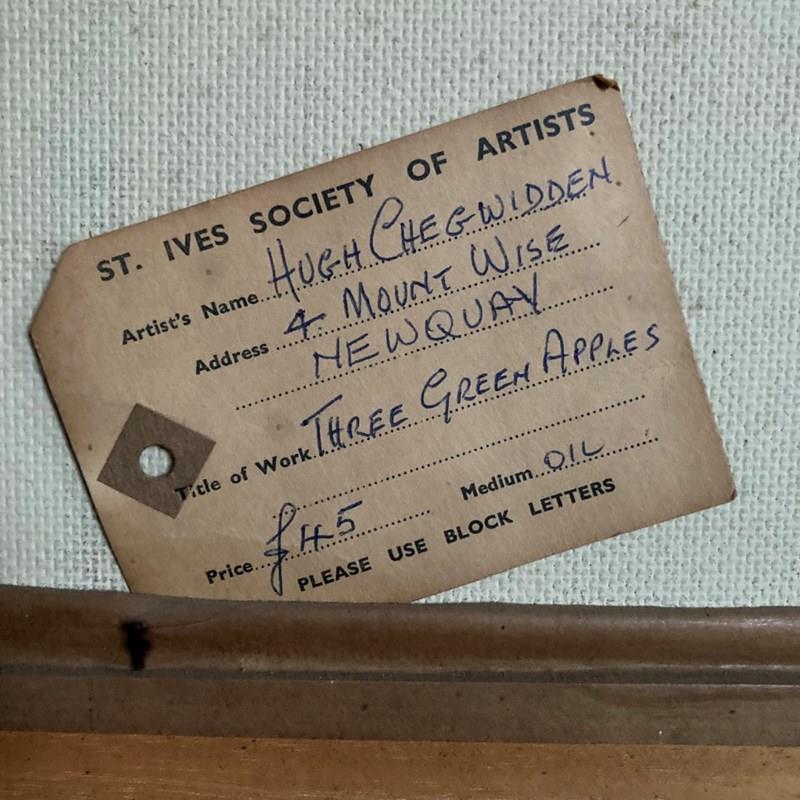 ST. IVES SOCIETY OF ARTISTS
Artist's Name HUGH CHEGWIDDEN.
Address 4 MOUNT WISE
NEWQUAY
Title of Work THREE GREEN APPLES
Price £45 Medium OIL
PLEASE USE BLOCK LETTERS